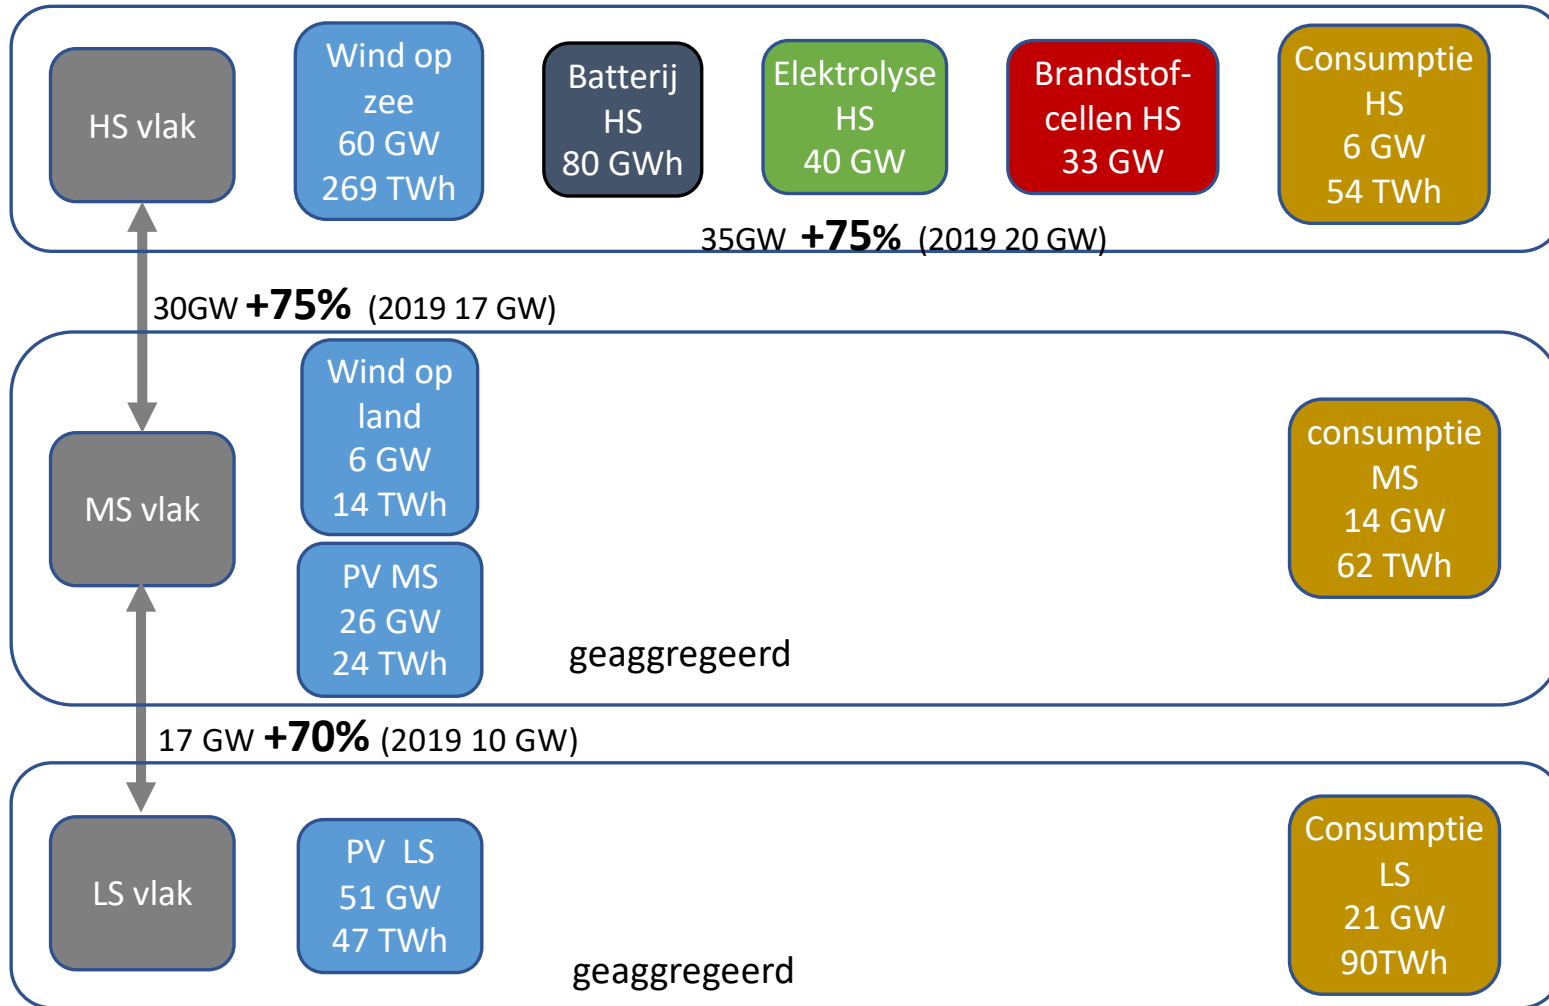 HS vlak
Wind op
zee
60 GW
269 TWh
Batterij
HS
80 GWh
Elektrolyse
HS
40 GW
Brandstof-
cellen HS
33 GW
Consumptie
HS
6 GW
54 TWh
35GW +75% (2019 20 GW)
30GW +75% (2019 17 GW)
MS vlak
Wind op
land
6 GW
14 TWh
PV MS
26 GW
24 TWh
geaggregeerd
consumptie
MS
14 GW
62 TWh
17 GW +70% (2019 10 GW)
LS vlak
PV LS
51 GW
47 TWh
geaggregeerd
Consumptie
LS
21 GW
90TWh